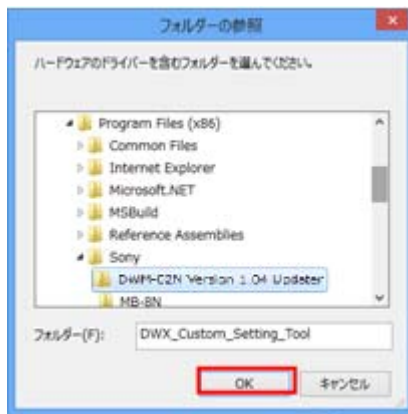 フォルダーの参照
ハードウェアのドライバーを含むフォルダーを選んでください。
Program Files (x86)
Common Files
Internet Explorer
Microsoft.NET
MSBuild
Reference Assemblies
Sony
DWM-C2N Version 1.04 Updater
MB-8N
フォルダー(F): DWX_Custom_Setting_Tool
OK キャンセル